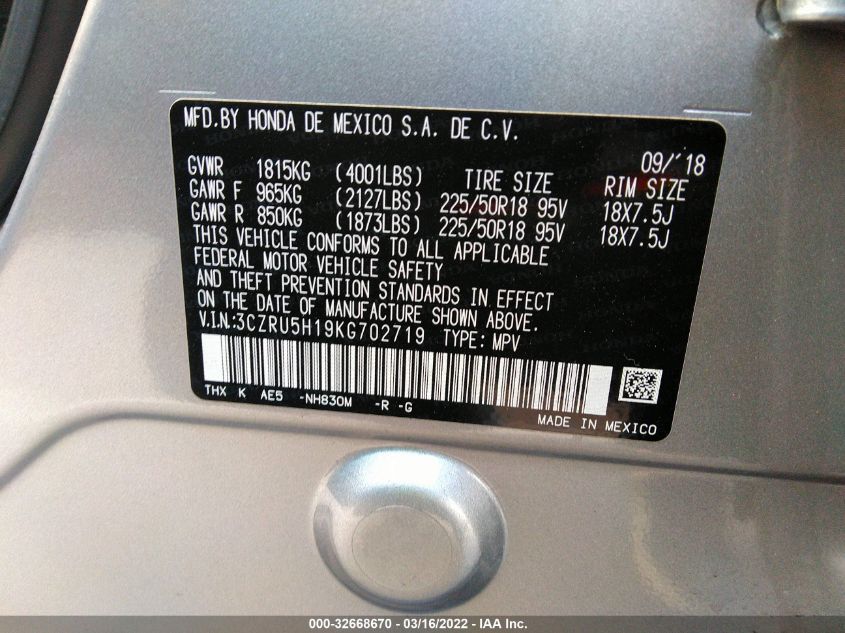 MFD. BY HONDA DE MEXICO S.A. DE C.V.
09/'18
GVWR 1815KG (4001LBS) TIRE SIZE RIM SIZE
GAWR F 965KG (2127LBS) 225/50R18 95V 18X7.5J
GAWR R 850KG (1873LBS) 225/50R18 95V 18X7.5J
THIS VEHICLE CONFORMS TO ALL APPLICABLE
FEDERAL MOTOR VEHICLE SAFETY
AND THEFT PREVENTION STANDARDS IN EFFECT
ON THE DATE OF MANUFACTURE SHOWN ABOVE.
V.I.N.:3CZRU5H19KG702719 TYPE: MPV
THX K AE5 -NH830M -R -G
MADE IN MEXICO
000-32668670 — 03/16/2022 — IAA Inc.